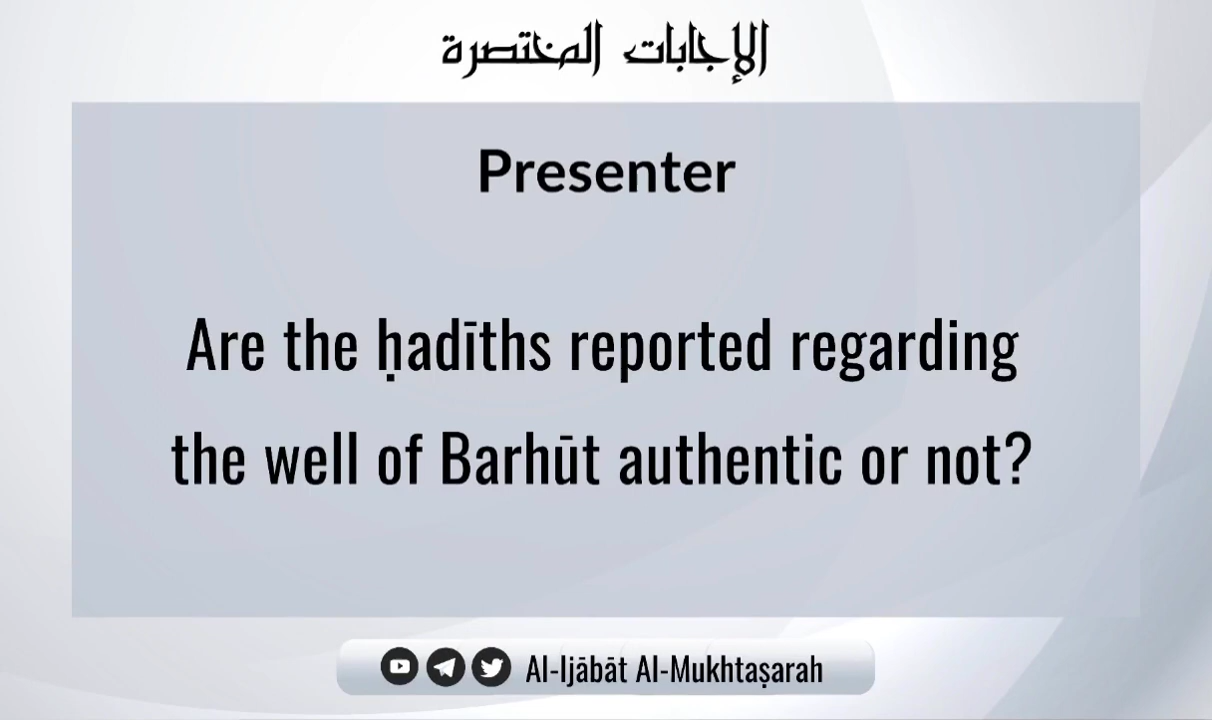 الإجابات المختصرة
Presenter
Are the ḥadīths reported regarding
the well of Barhūt authentic or not?
Al-Ijābāt Al-Mukhtaṣarah